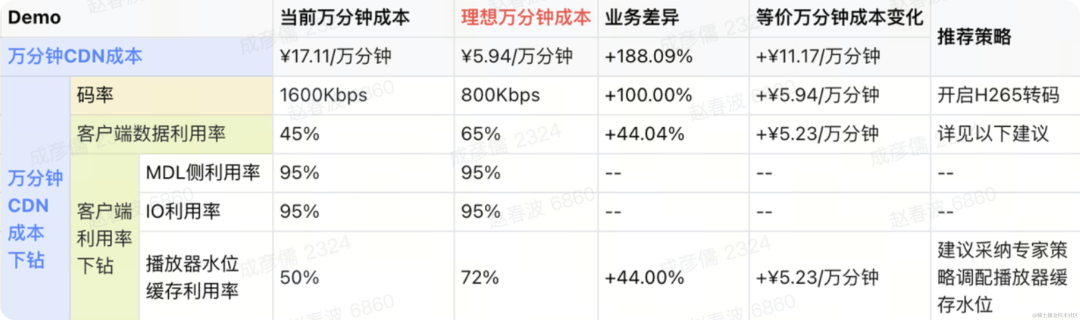 Demo 当前万分钟成本 理想万分钟成本 业务差异 等价万分钟成本变化 推荐策略
万分钟CDN成本 ¥17.11/万分钟 ¥5.94/万分钟 +188.09% +¥11.17/万分钟
万分钟
CDN
成本
下钻
码率 1600Kbps 800Kbps +100.00% +¥5.94/万分钟 开启H265转码
客户端数据利用率 45% 65% +44.04% +¥5.23/万分钟 详见以下建议
客户端
利用率
下钻
MDL侧利用率 95% 95% -- -- --
IO利用率 95% 95% -- -- --
播放器水位
缓存利用率
50% 72% +44.00% +¥5.23/万分钟
建议采纳专家策
略调配播放器缓
存水位
成彦儒 2324
赵春波 6860
@稀土掘金技术社区